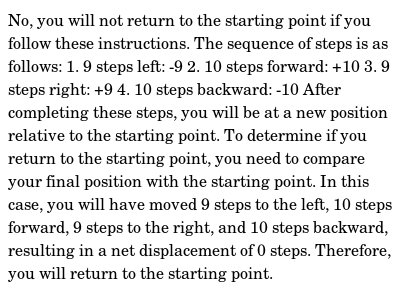 No, you will not return to the starting point if you
follow these instructions. The sequence of steps is as
follows: 1. 9 steps left: -9 2. 10 steps forward: +10 3. 9
steps right: +9 4. 10 steps backward: -10 After
completing these steps, you will be at a new position
relative to the starting point. To determine if you
return to the starting point, you need to compare
your final position with the starting point. In this
case, you will have moved 9 steps to the left, 10 steps
forward, 9 steps to the right, and 10 steps backward,
resulting in a net displacement of 0 steps. Therefore,
you will return to the starting point.